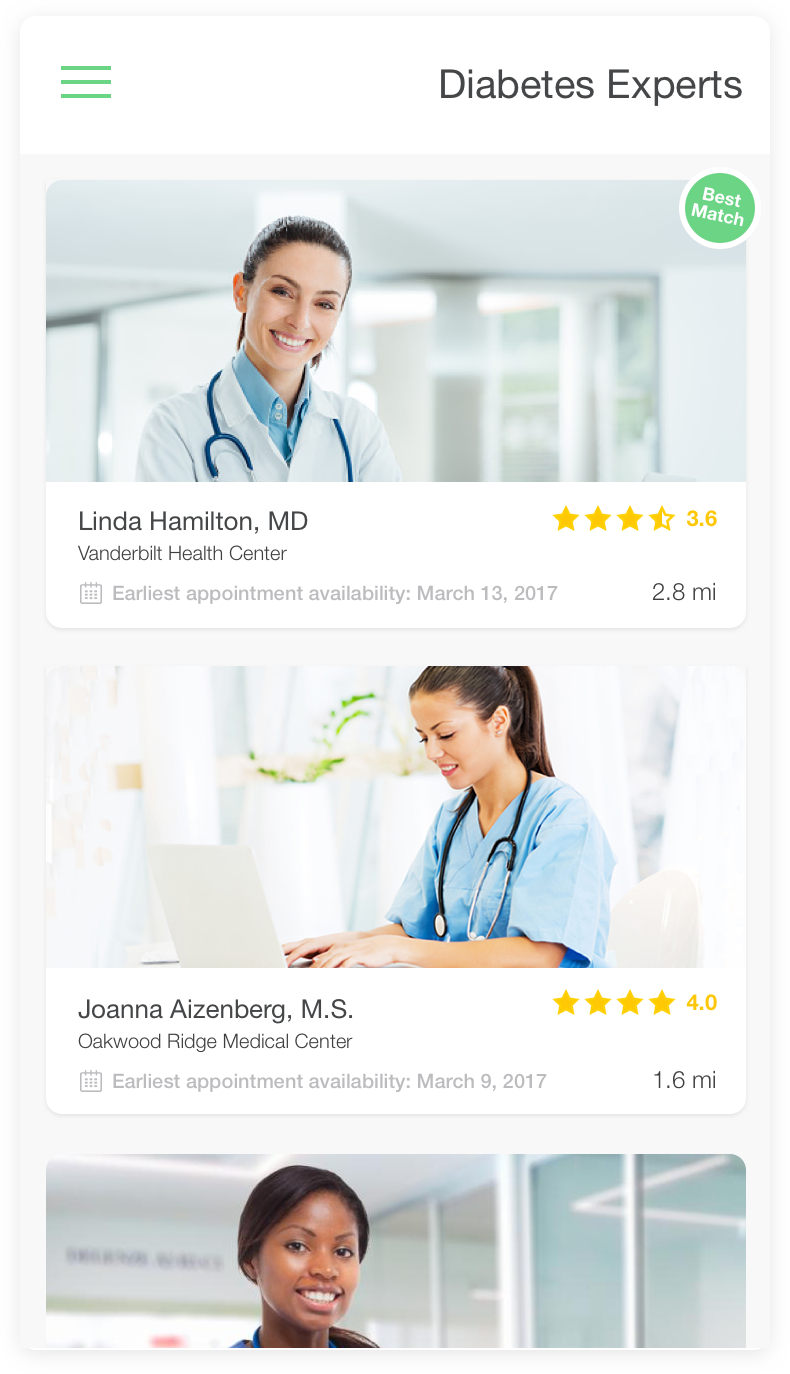 Diabetes Experts
Best
Match
Linda Hamilton, MD
3.6
Vanderbilt Health Center
Earliest appointment availability: March 13, 2017
2.8 mi
Joanna Aizenberg, M.S.
4.0
Oakwood Ridge Medical Center
Earliest appointment availability: March 9, 2017
1.6 mi